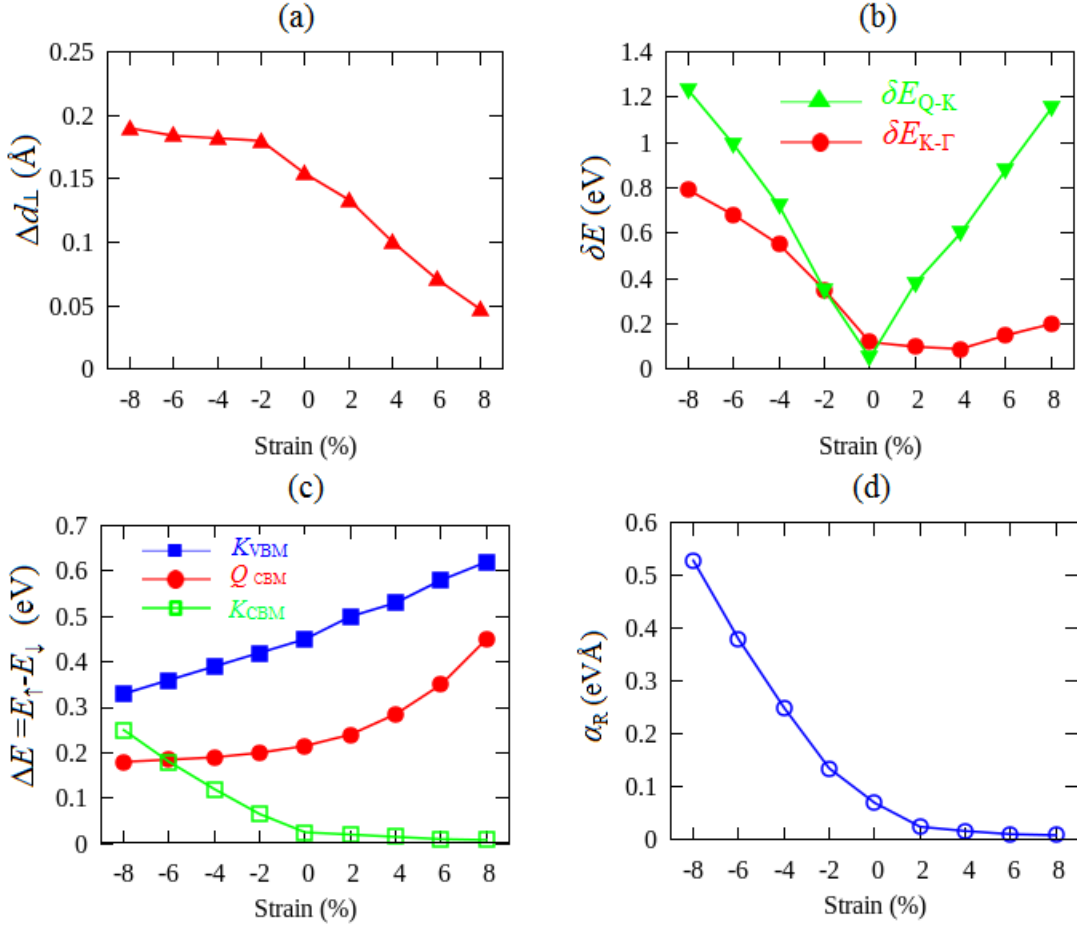 (a)
0.25
0.2
0.15
0.1
0.05
0
Δd⊥ (Å)
-8 -6 -4 -2 0 2 4 6 8
Strain (%)
(b)
1.4
1.2
1
0.8
0.6
0.4
0.2
0
δE (eV)
δE Q-K
δE K-Γ
-8 -6 -4 -2 0 2 4 6 8
Strain (%)
(c)
0.7
0.6
0.5
0.4
0.3
0.2
0.1
0
ΔE =E↑-E↓ (eV)
K VBM
Q CBM
K CBM
-8 -6 -4 -2 0 2 4 6 8
Strain (%)
(d)
0.6
0.5
0.4
0.3
0.2
0.1
0
αR (eVÅ)
-8 -6 -4 -2 0 2 4 6 8
Strain (%)